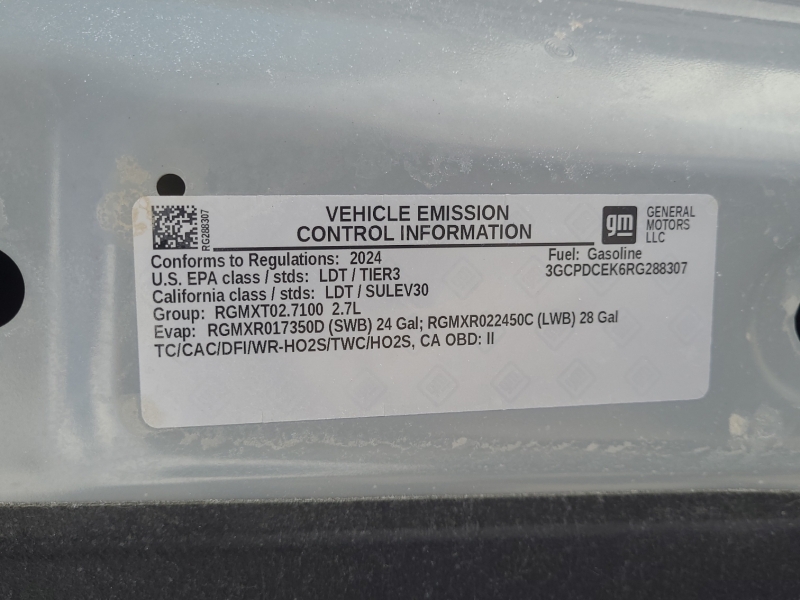 RG288307
VEHICLE EMISSION
CONTROL INFORMATION
gm
GENERAL
MOTORS
LLC
Conforms to Regulations: 2024
Fuel: Gasoline
U.S. EPA class / stds: LDT / TIER3
3GCPDCEK6RG288307
California class / stds: LDT / SULEV30
Group: RGMXT02.7100 2.7L
Evap: RGMXR017350D (SWB) 24 Gal; RGMXR022450C (LWB) 28 Gal
TC/CAC/DFI/WR-HO2S/TWC/HO2S, CA OBD: II